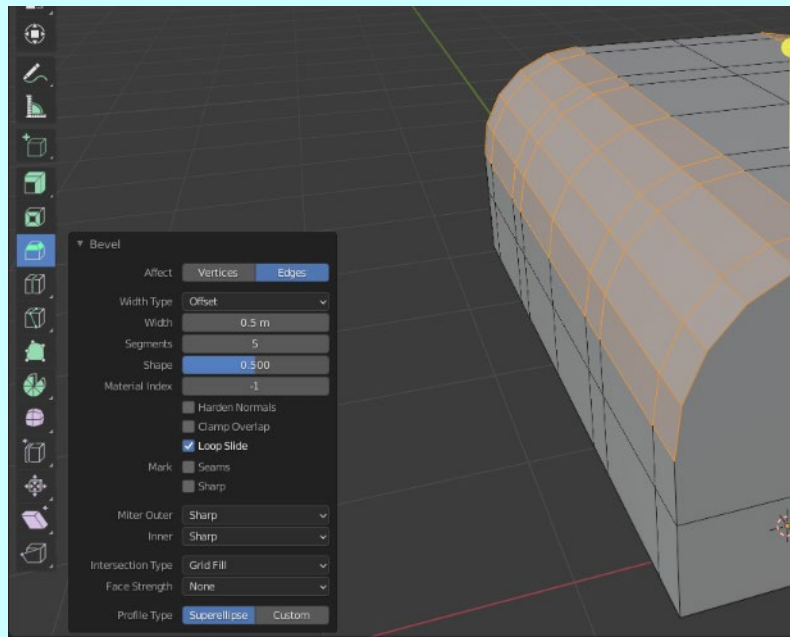 Bevel
Affect Vertices Edges
Width Type Offset
Width 0.5 m
Segments 5
Shape 0.500
Material Index -1
Harden Normals
Clamp Overlap
Loop Slide
Mark Seams
Sharp
Miter Outer Sharp
Inner Sharp
Intersection Type Grid Fill
Face Strength None
Profile Type Superellipse Custom